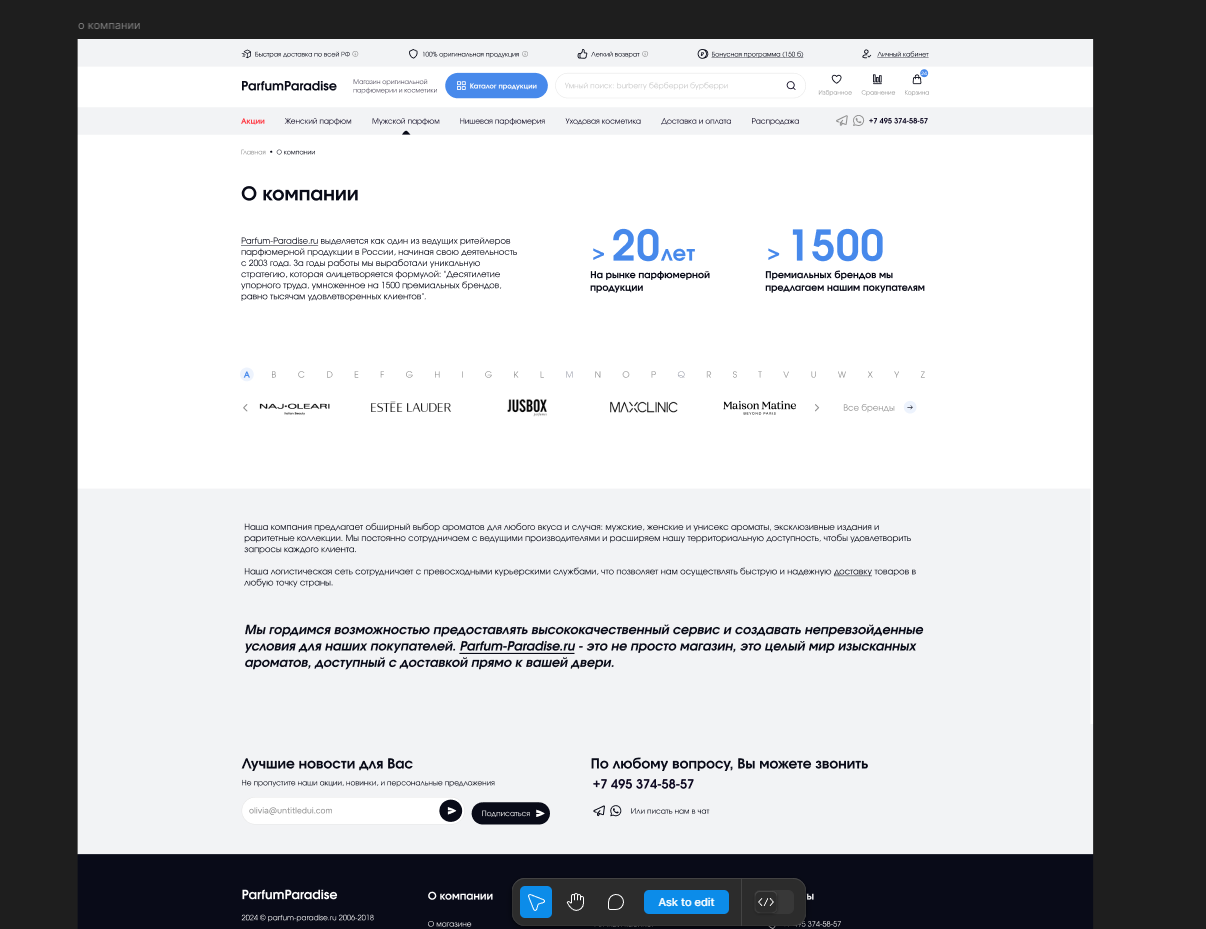 о компании
Быстрая доставка по всей РФ
100% оригинальная продукция
Легкий возврат
Бонусная программа (150 б)
Личный кабинет
ParfumParadise
Магазин оригинальной
парфюмерии и косметики
Каталог продукции
Умный поиск: burberry бёрберри бурберри
Избранное
Сравнение
Корзина
Акции
Женский парфюм
Мужской парфюм
Нишевая парфюмерия
Уходовая косметика
Доставка и оплата
Распродажа
+7 495 374-58-57
Главная • О компании
О компании
Parfum-Paradise.ru выделяется как один из ведущих ритейлеров
парфюмерной продукции в России, начиная свою деятельность
с 2003 года. За годы работы мы выработали уникальную
стратегию, которая олицетворяется формулой: "Десятилетие
упорного труда, умноженное на 1500 премиальных брендов,
равно тысячам удовлетворенных клиентов".
> 20лет
На рынке парфюмерной
продукции
> 1500
Премиальных брендов мы
предлагаем нашим покупателям
A B C D E F G H I G K L M N O P Q R S T V U W X Y Z
NAJ•OLEARI
ESTĒE LAUDER
JUSBOX
MAXCLINIC
Maison Matine
BEYOND PARIS
Все бренды
Наша компания предлагает обширный выбор ароматов для любого вкуса и случая: мужские, женские и унисекс ароматы, эксклюзивные издания и
раритетные коллекции. Мы постоянно сотрудничаем с ведущими производителями и расширяем нашу территориальную доступность, чтобы удовлетворить
запросы каждого клиента.
Наша логистическая сеть сотрудничает с превосходными курьерскими службами, что позволяет нам осуществлять быструю и надежную доставку товаров в
любую точку страны.
Мы гордимся возможностью предоставлять высококачественный сервис и создавать непревзойденные
условия для наших покупателей. Parfum-Paradise.ru - это не просто магазин, это целый мир изысканных
ароматов, доступный с доставкой прямо к вашей двери.
Лучшие новости для Вас
Не пропустите наши акции, новинки, и персональные предложения
olivia@untitledui.com
Подписаться
По любому вопросу, Вы можете звонить
+7 495 374-58-57
Или писать нам в чат
ParfumParadise
2024 © parfum-paradise.ru 2006-2018
О компании
О магазине
Ask to edit
374-58-57